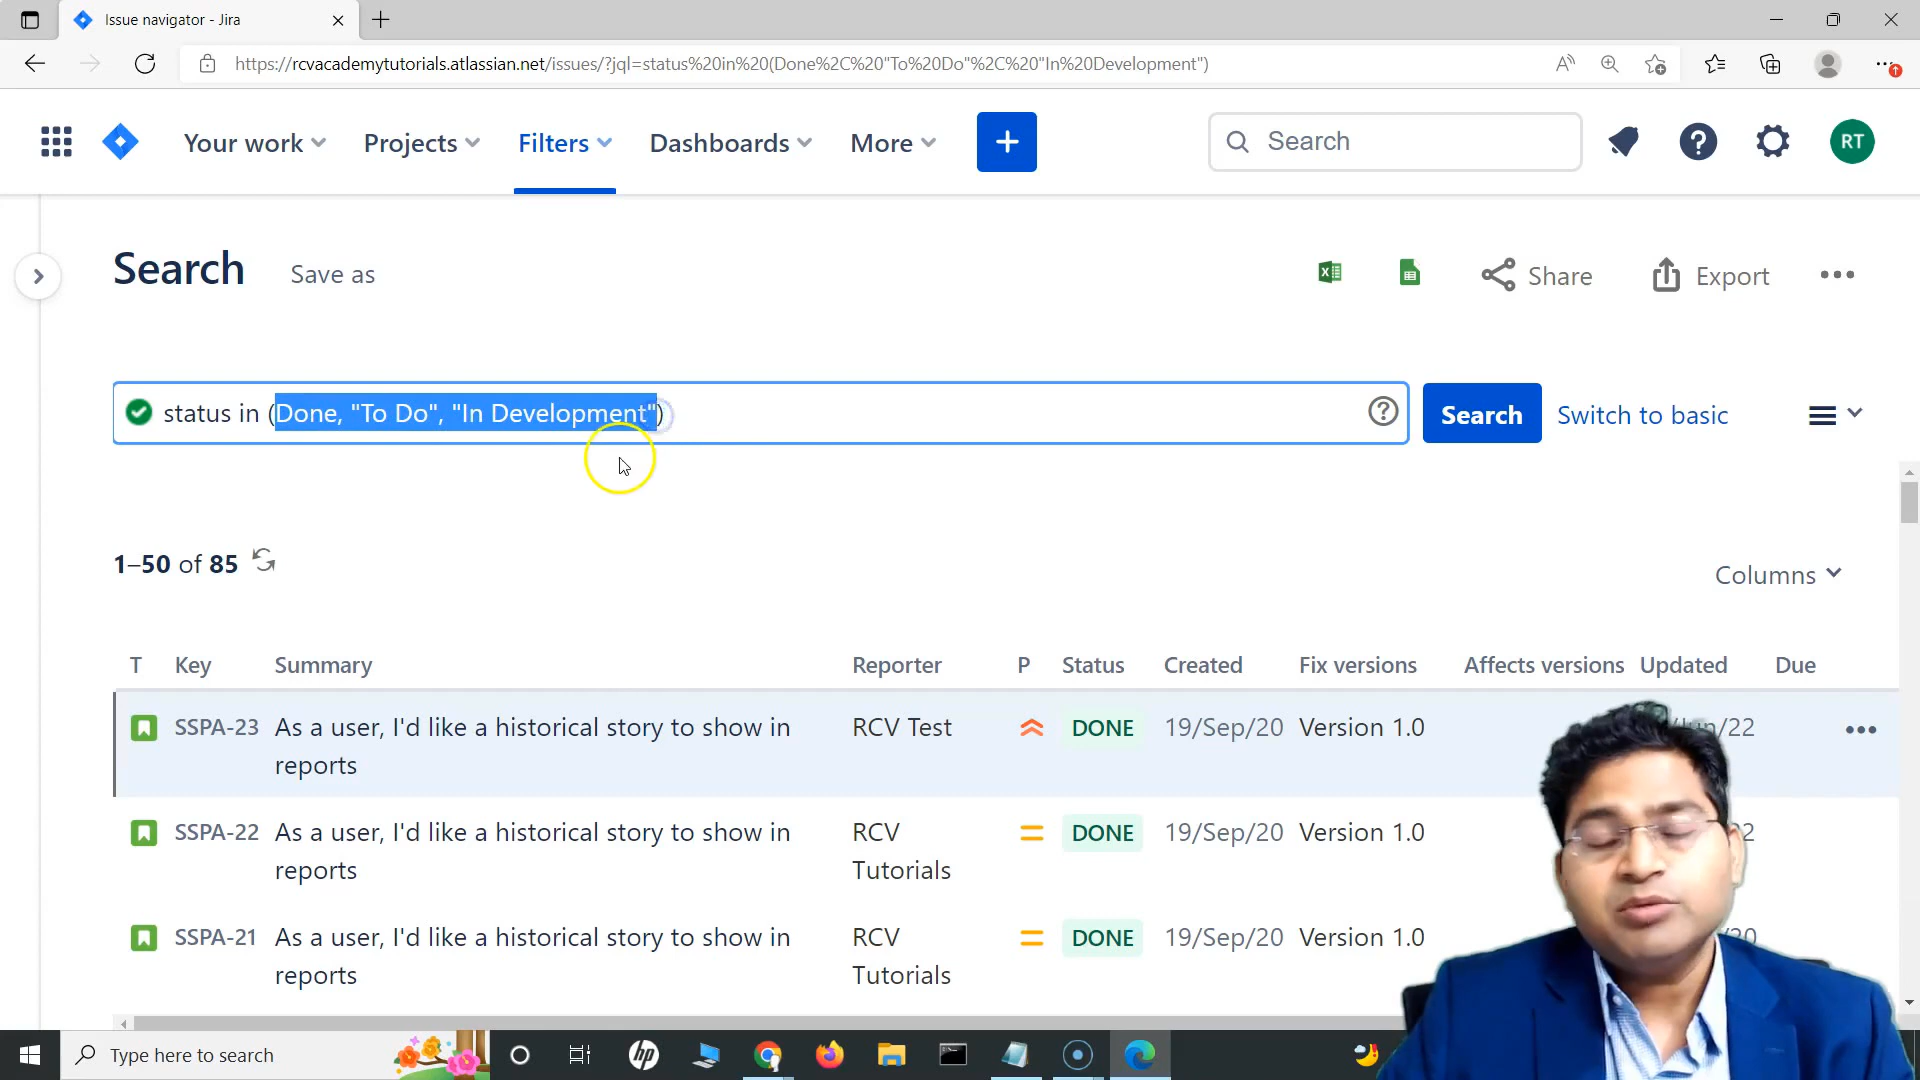 Issue navigator - Jira
https://rcvacademytutorials.atlassian.net/issues/?jql=status%20in%20(Done%2C%20"To%20Do"%2C%20"In%20Development")
Your work Projects Filters Dashboards More + Search RT
Search Save as Share Export
status in (Done, "To Do", "In Development") Search Switch to basic
1–50 of 85
Columns
T Key Summary Reporter P Status Created Fix versions Affects versions Updated Due
SSPA-23 As a user, I'd like a historical story to show in RCV Test DONE 19/Sep/20 Version 1.0
reports
SSPA-22 As a user, I'd like a historical story to show in RCV DONE 19/Sep/20 Version 1.0
reports Tutorials
SSPA-21 As a user, I'd like a historical story to show in RCV DONE 19/Sep/20 Version 1.0
reports Tutorials
Type here to search hp